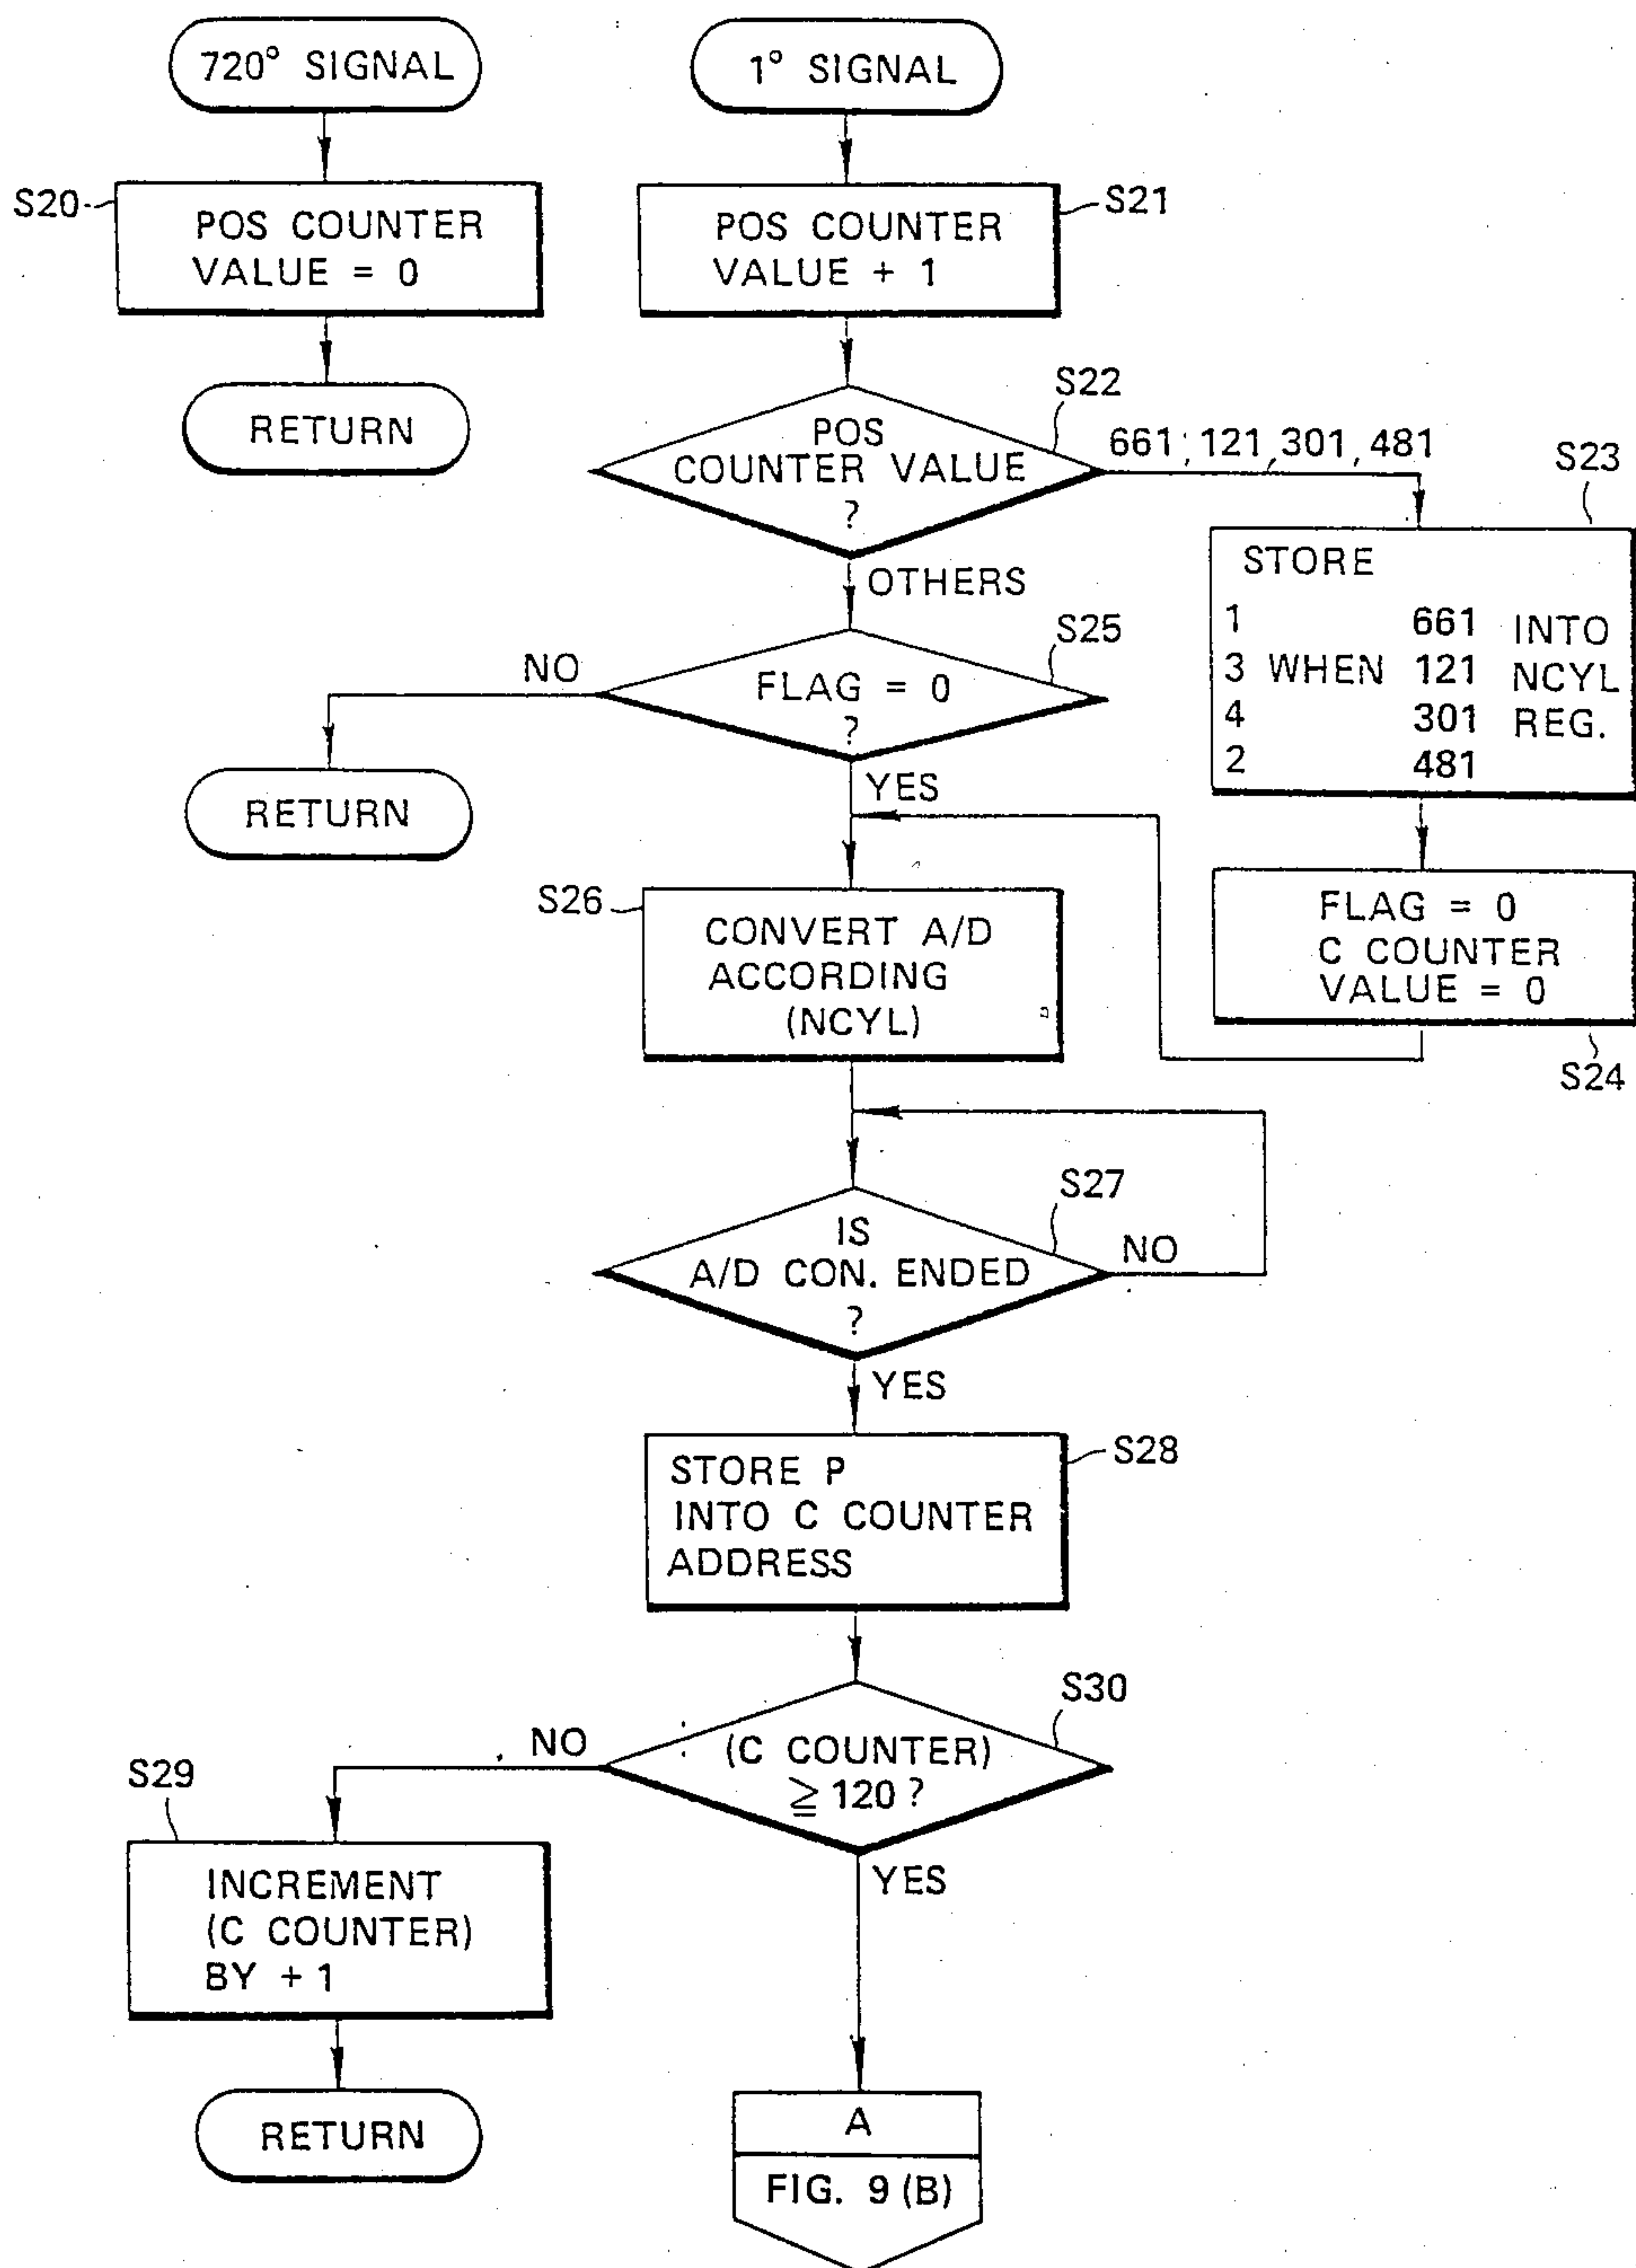 720° SIGNAL
S20
POS COUNTER
VALUE = 0
RETURN
1° SIGNAL
S21
POS COUNTER
VALUE + 1
S22
POS
COUNTER VALUE
?
661, 121, 301, 481
OTHERS
S23
STORE
1 661 INTO
3 WHEN 121 NCYL
4 301 REG.
2 481
FLAG = 0
C COUNTER
VALUE = 0
S24
S25
FLAG = 0
?
NO
RETURN
YES
S26
CONVERT A/D
ACCORDING
(NCYL)
S27
IS
A/D CON. ENDED
?
NO
YES
S28
STORE P
INTO C COUNTER
ADDRESS
S30
(C COUNTER)
≧ 120 ?
NO
S29
INCREMENT
(C COUNTER)
BY + 1
RETURN
YES
A
FIG. 9 (B)